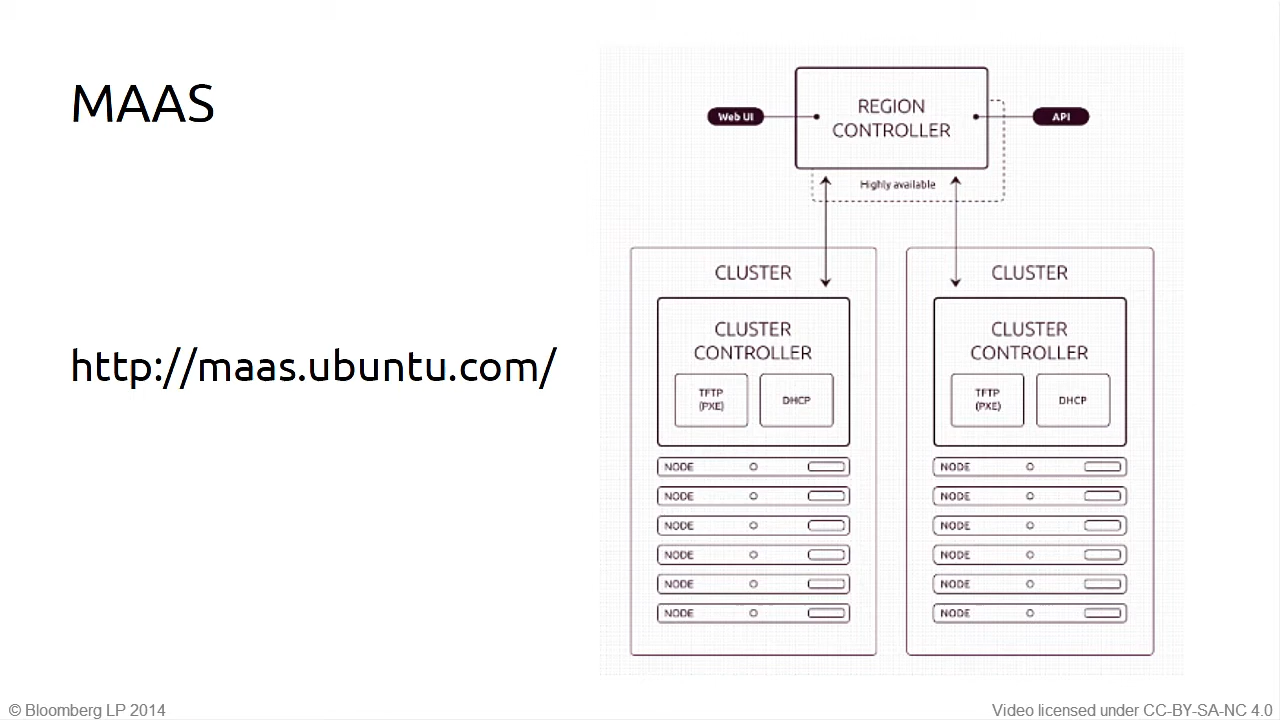 MAAS
http://maas.ubuntu.com/
Web UI
REGION
CONTROLLER
API
Highly available
CLUSTER
CLUSTER
CONTROLLER
TFTP
(PXE)
DHCP
NODE
NODE
NODE
NODE
NODE
NODE
CLUSTER
CLUSTER
CONTROLLER
TFTP
(PXE)
DHCP
NODE
NODE
NODE
NODE
NODE
NODE
© Bloomberg LP 2014
Video licensed under CC-BY-SA-NC 4.0